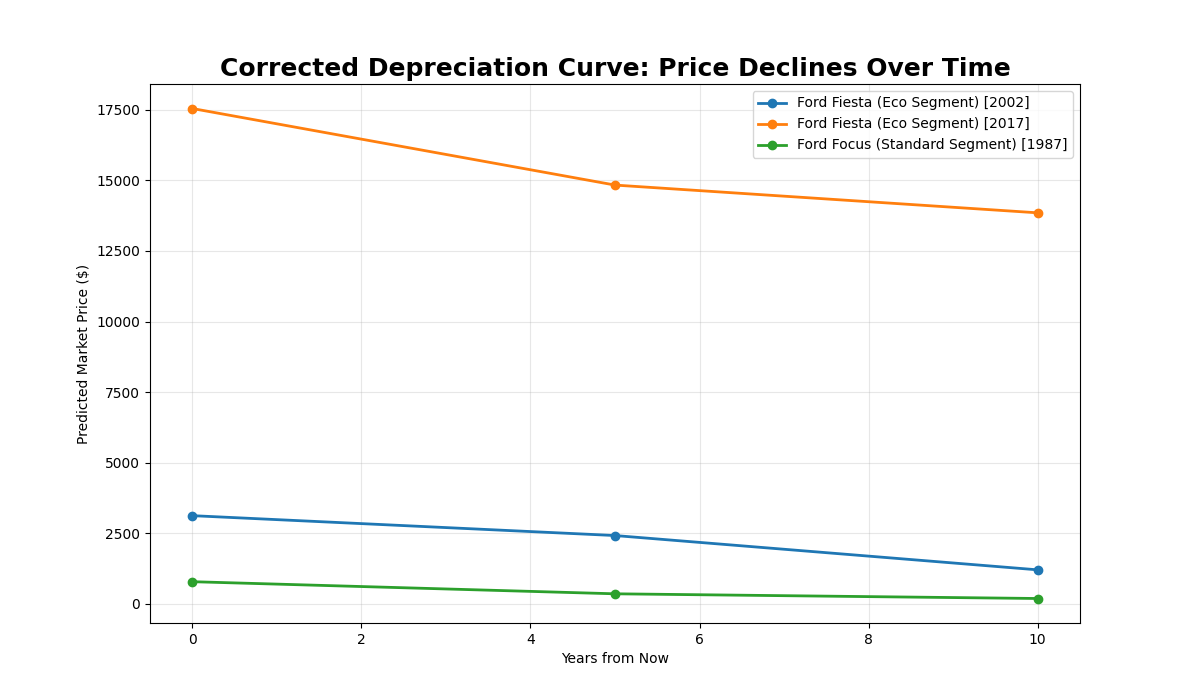 Corrected Depreciation Curve: Price Declines Over Time
Ford Fiesta (Eco Segment) [2002]
Ford Fiesta (Eco Segment) [2017]
Ford Focus (Standard Segment) [1987]
Predicted Market Price ($)
17500
15000
12500
10000
7500
5000
2500
0
0 2 4 6 8 10
Years from Now